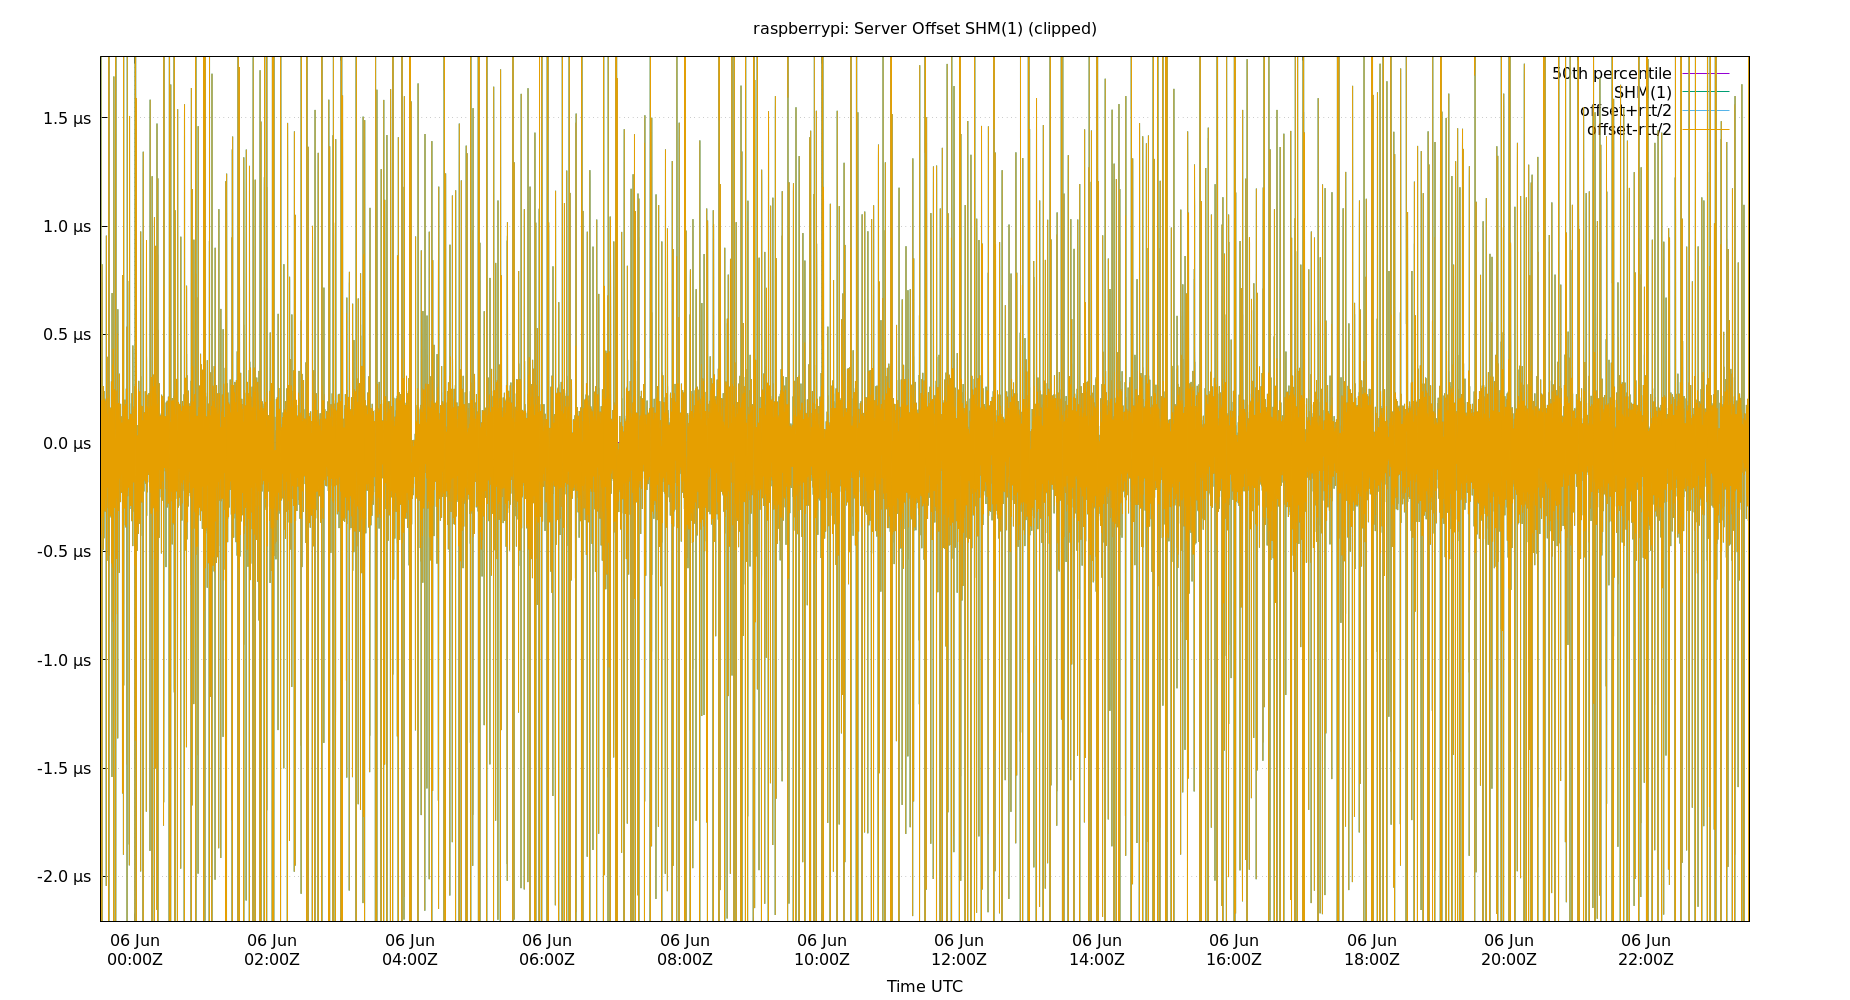 raspberrypi: Server Offset SHM(1) (clipped)
50th percentile
SHM(1)
offset+rtt/2
offset-rtt/2
1.5 µs
1.0 µs
0.5 µs
0.0 µs
-0.5 µs
-1.0 µs
-1.5 µs
-2.0 µs
06 Jun 06 Jun 06 Jun 06 Jun 06 Jun 06 Jun 06 Jun 06 Jun 06 Jun 06 Jun 06 Jun 06 Jun
00:00Z 02:00Z 04:00Z 06:00Z 08:00Z 10:00Z 12:00Z 14:00Z 16:00Z 18:00Z 20:00Z 22:00Z
Time UTC